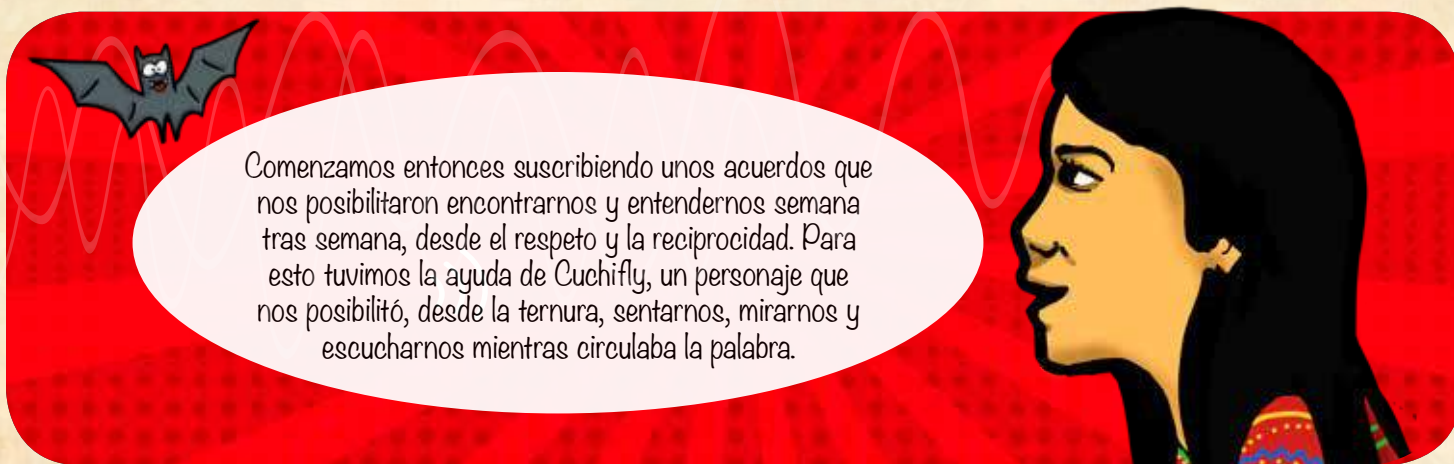 Comenzamos entonces suscribiendo unos acuerdos que
nos posibilitaron encontrarnos y entendernos semana
tras semana, desde el respeto y la reciprocidad. Para
esto tuvimos la ayuda de Cuchifly, un personaje que
nos posibilitó, desde la ternura, sentarnos, mirarnos y
escucharnos mientras circulaba la palabra.